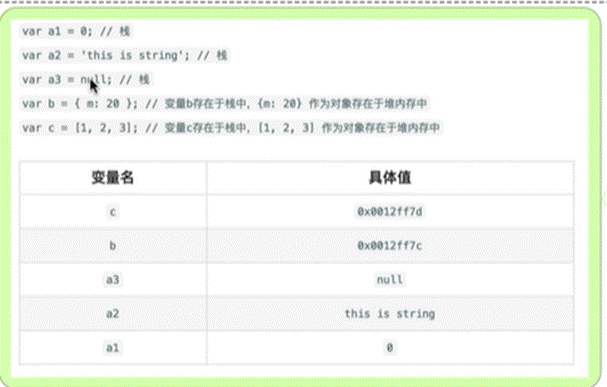 var a1 = 0; // 栈
var a2 = 'this is string'; // 栈
var a3 = null; // 栈
var b = { m: 20 }; // 变量b存在于栈中, {m: 20} 作为对象存在于堆内存中
var c = [1, 2, 3]; // 变量c存在于栈中, [1, 2, 3] 作为对象存在于堆内存中
变量名 具体值
c 0x0012ff7d
b 0x0012ff7c
a3 null
a2 this is string
a1 0